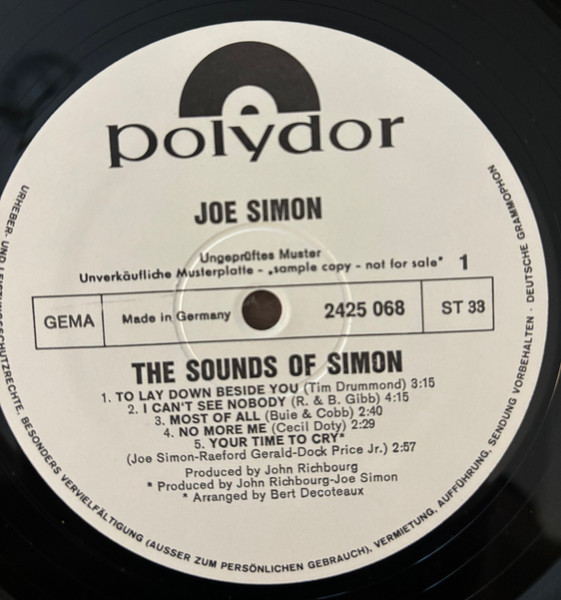 polydor
JOE SIMON
Ungeprüftes Muster
Unverkäufliche Musterplatte - „sample copy - not for sale"
1
GEMA
Made in Germany
2425 068
ST 33
THE SOUNDS OF SIMON
1. TO LAY DOWN BESIDE YOU (Tim Drummond) 3:15
2. I CAN'T SEE NOBODY (R. & B. Gibb) 4:15
3. MOST OF ALL (Buie & Cobb) 2:40
4. NO MORE ME (Cecil Doty) 2:29
5. YOUR TIME TO CRY*
(Joe Simon-Raeford Gerald-Dock Price Jr.) 2:57
Produced by John Richbourg
* Produced by John Richbourg-Joe Simon
* Arranged by Bert Decoteaux
URHEBER- UND LEISTUNGSSCHUTZRECHTE, BESONDERS VERVIELFÄLTIGUNG (AUSSER ZUM PERSÖNLICHEN GEBRAUCH), VERMIETUNG, AUFFÜHRUNG, SENDUNG VORBEHALTEN · DEUTSCHE GRAMMOPHON